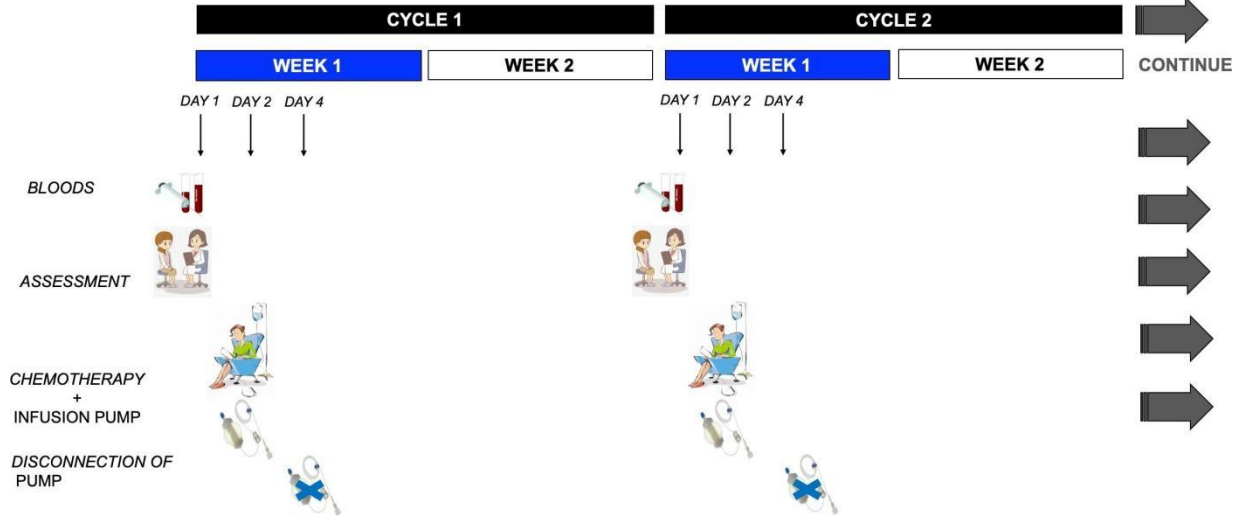 CYCLE 1
CYCLE 2
WEEK 1
WEEK 2
WEEK 1
WEEK 2
CONTINUE
DAY 1
DAY 2
DAY 4
DAY 1
DAY 2
DAY 4
BLOODS
ASSESSMENT
CHEMOTHERAPY
+
INFUSION PUMP
DISCONNECTION OF
PUMP